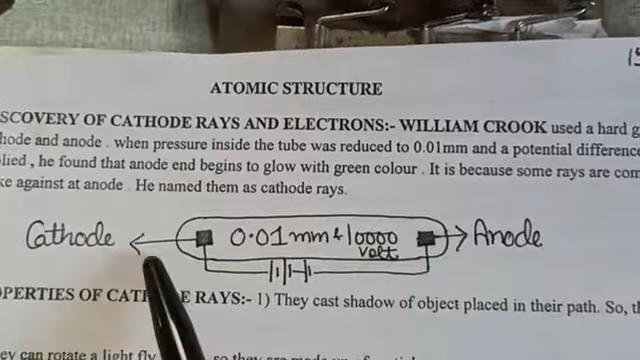 15
ATOMIC STRUCTURE
SCOVERY OF CATHODE RAYS AND ELECTRONS:- WILLIAM CROOK used a hard g
hode and anode . when pressure inside the tube was reduced to 0.01mm and a potential difference
lied , he found that anode end begins to glow with green colour . It is because some rays are com
ke against at anode . He named them as cathode rays.
Cathode 0.01mm & 10000 Anode
volt
OPERTIES OF CAT E RAYS:- 1) They cast shadow of object placed in their path. So, th
ey can rotate a light fly so they are made up of